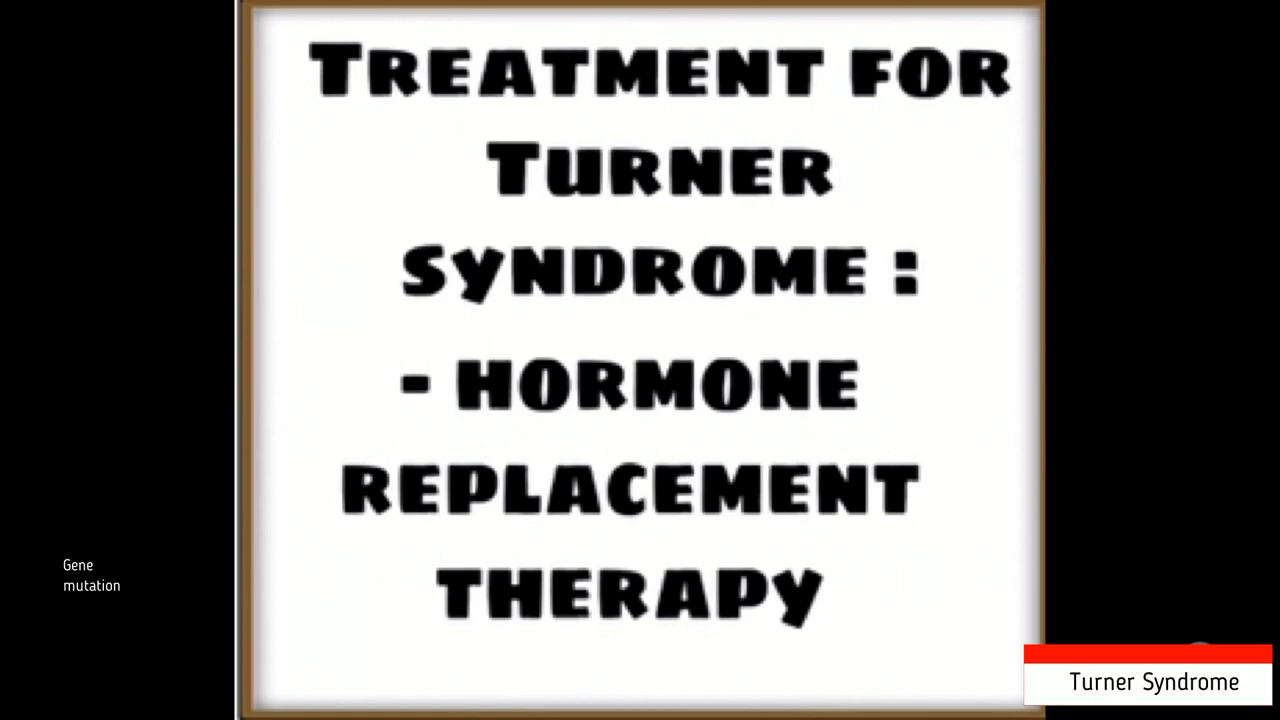 Treatment for
Turner
Syndrome :
- hormone
replacement
therapy
Gene
mutation
Turner Syndrome